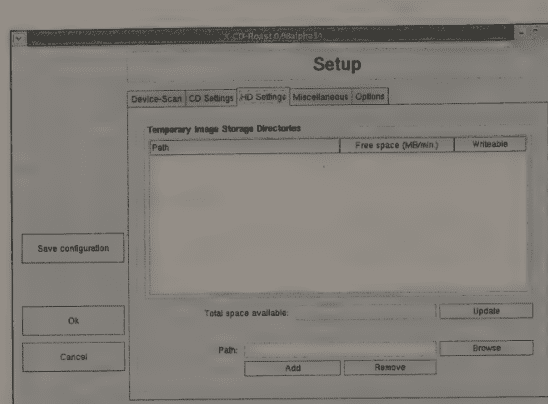 Setup
Device-Scan CD Settings HD Settings Miscellaneous Options
Temporary Image Storage Directories
Path Free space (MB/min.) Writeable
Save configuration
Total space available: Update
Ok
Path: Browse
Cancel
Add Remove